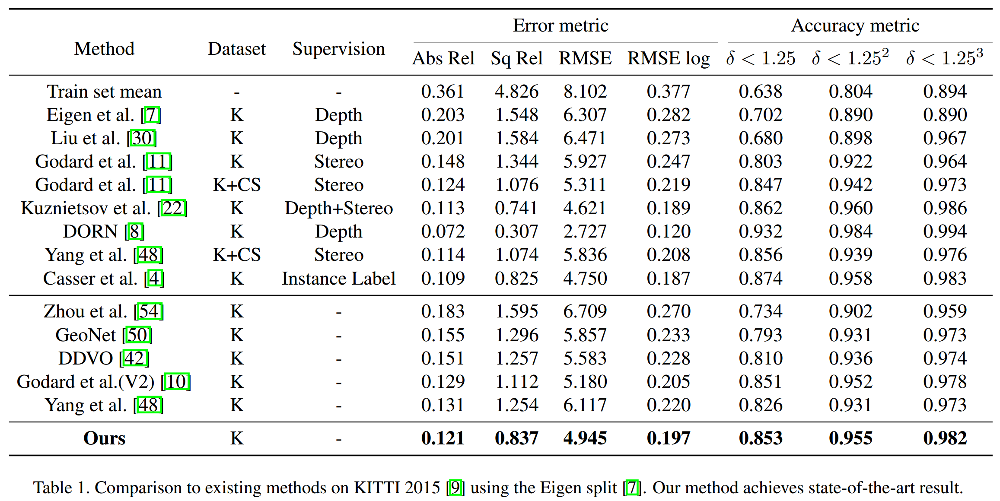 Error metric Accuracy metric
Method Dataset Supervision
Abs Rel Sq Rel RMSE RMSE log δ < 1.25 δ < 1.25² δ < 1.25³
Train set mean - - 0.361 4.826 8.102 0.377 0.638 0.804 0.894
Eigen et al. [7] K Depth 0.203 1.548 6.307 0.282 0.702 0.890 0.890
Liu et al. [30] K Depth 0.201 1.584 6.471 0.273 0.680 0.898 0.967
Godard et al. [11] K Stereo 0.148 1.344 5.927 0.247 0.803 0.922 0.964
Godard et al. [11] K+CS Stereo 0.124 1.076 5.311 0.219 0.847 0.942 0.973
Kuznietsov et al. [22] K Depth+Stereo 0.113 0.741 4.621 0.189 0.862 0.960 0.986
DORN [8] K Depth 0.072 0.307 2.727 0.120 0.932 0.984 0.994
Yang et al. [48] K+CS Stereo 0.114 1.074 5.836 0.208 0.856 0.939 0.976
Casser et al. [4] K Instance Label 0.109 0.825 4.750 0.187 0.874 0.958 0.983
Zhou et al. [54] K - 0.183 1.595 6.709 0.270 0.734 0.902 0.959
GeoNet [50] K - 0.155 1.296 5.857 0.233 0.793 0.931 0.973
DDVO [42] K - 0.151 1.257 5.583 0.228 0.810 0.936 0.974
Godard et al.(V2) [10] K - 0.129 1.112 5.180 0.205 0.851 0.952 0.978
Yang et al. [48] K - 0.131 1.254 6.117 0.220 0.826 0.931 0.973
Ours K - 0.121 0.837 4.945 0.197 0.853 0.955 0.982
Table 1. Comparison to existing methods on KITTI 2015 [9] using the Eigen split [7]. Our method achieves state-of-the-art result.